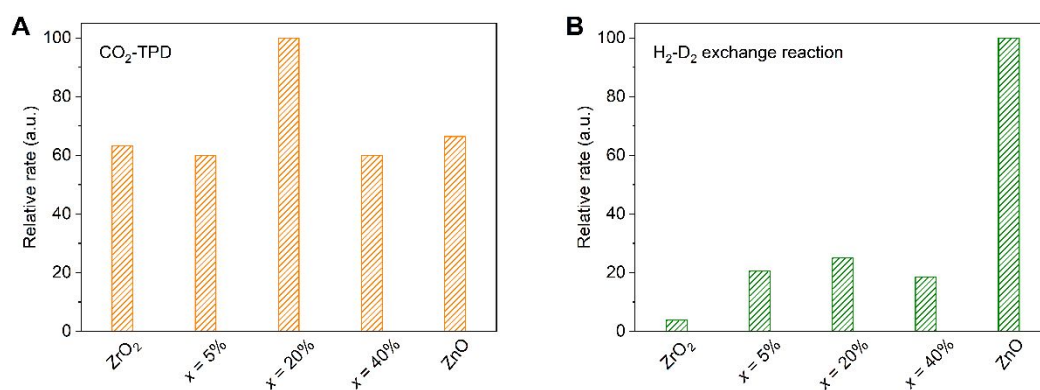 A
CO₂-TPD
Relative rate (a.u.)
100
80
60
40
20
0
ZrO₂
x = 5%
x = 20%
x = 40%
ZnO
B
H₂-D₂ exchange reaction
Relative rate (a.u.)
100
80
60
40
20
0
ZrO₂
x = 5%
x = 20%
x = 40%
ZnO